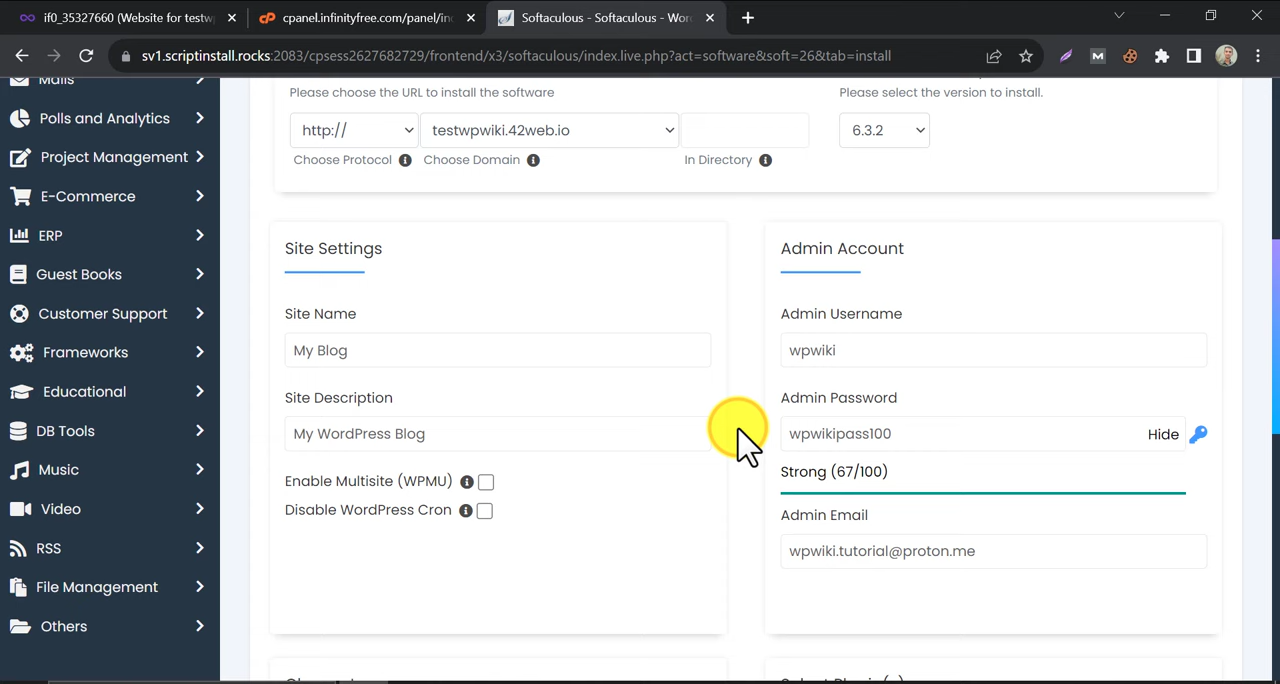 if0_35327660 (Website for testwp
cpanel.infinityfree.com/panel/in
Softaculous - Softaculous - Wor
sv1.scriptinstall.rocks:2083/cpsess2627682729/frontend/x3/softaculous/index.live.php?act=software&soft=26&tab=install
Mails
Polls and Analytics
Project Management
E-Commerce
ERP
Guest Books
Customer Support
Frameworks
Educational
DB Tools
Music
Video
RSS
File Management
Others
Please choose the URL to install the software
http://
testwpwiki.42web.io
Choose Protocol
Choose Domain
In Directory
Please select the version to install.
6.3.2
Site Settings
Site Name
My Blog
Site Description
My WordPress Blog
Enable Multisite (WPMU)
Disable WordPress Cron
Admin Account
Admin Username
wpwiki
Admin Password
wpwikipass100
Hide
Strong (67/100)
Admin Email
wpwiki.tutorial@proton.me